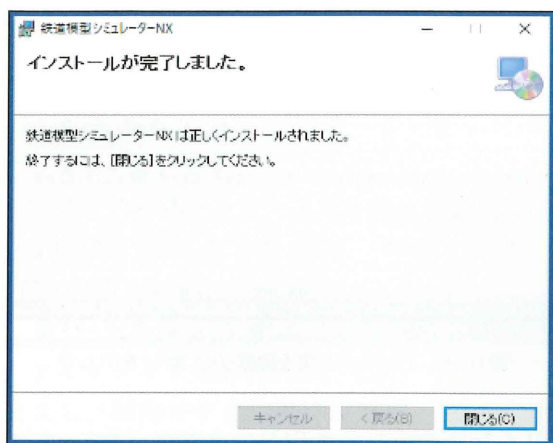 鉄道模型シミュレーターNX
インストールが完了しました。
鉄道模型シミュレーターNXは正しくインストールされました。
終了するには、[閉じる]をクリックしてください。
キャンセル
< 戻る(B)
閉じる(C)